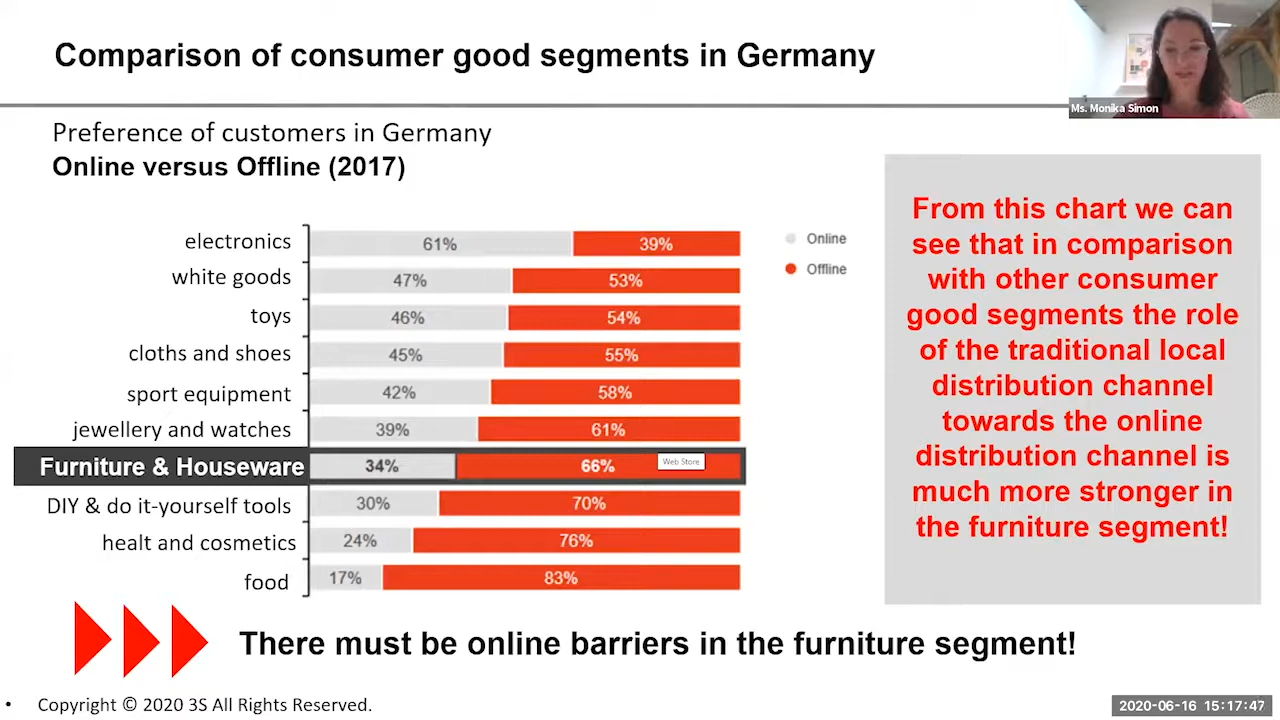 Comparison of consumer good segments in Germany
Ms. Monika Simon
Preference of customers in Germany
Online versus Offline (2017)
electronics 61% 39%
white goods 47% 53%
toys 46% 54%
cloths and shoes 45% 55%
sport equipment 42% 58%
jewellery and watches 39% 61%
Furniture & Houseware 34% 66% Web Store
DIY & do it-yourself tools 30% 70%
healt and cosmetics 24% 76%
food 17% 83%
Online
Offline
From this chart we can
see that in comparison
with other consumer
good segments the role
of the traditional local
distribution channel
towards the online
distribution channel is
much more stronger in
the furniture segment!
There must be online barriers in the furniture segment!
• Copyright © 2020 3S All Rights Reserved.
2020-06-16 15:17:47